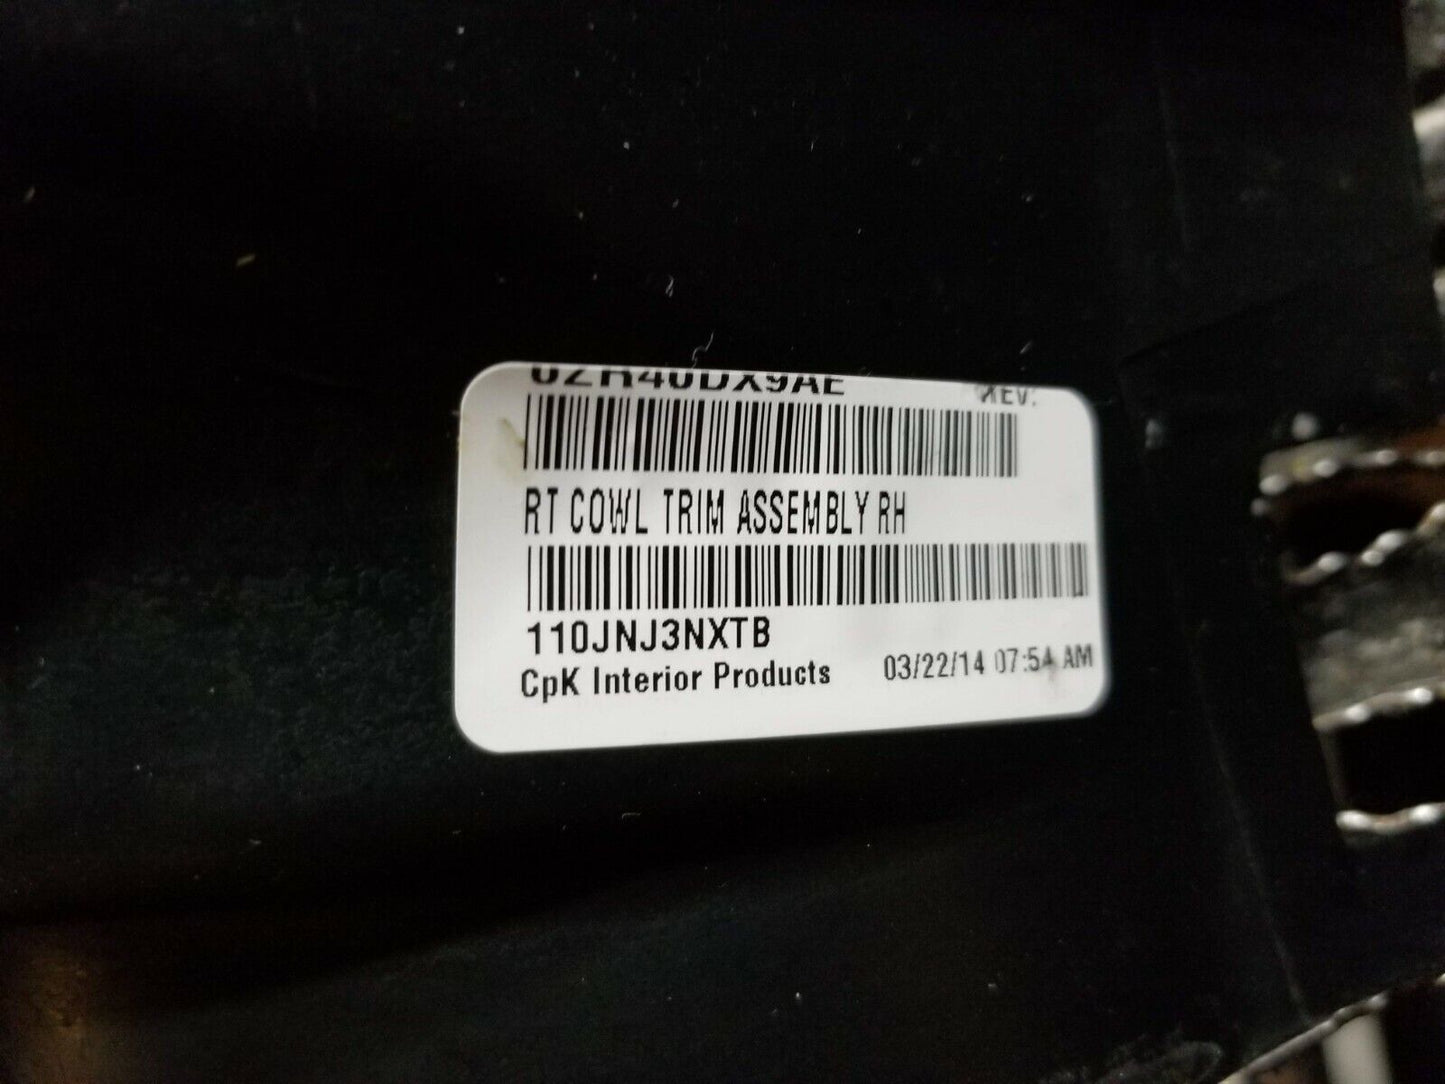 0ZR40DX9AE REV:
RT COWL TRIM ASSEMBLY RH
110JNJ3NXTB
CpK Interior Products 03/22/14 07:54 AM